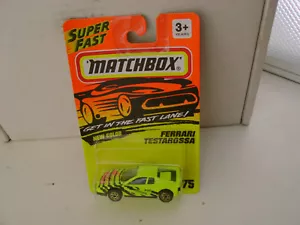 SUPER
FAST
3+
MATCHBOX
GET IN THE FAST LANE!
NEW COLOR
FERRARI
TESTAROSSA
75